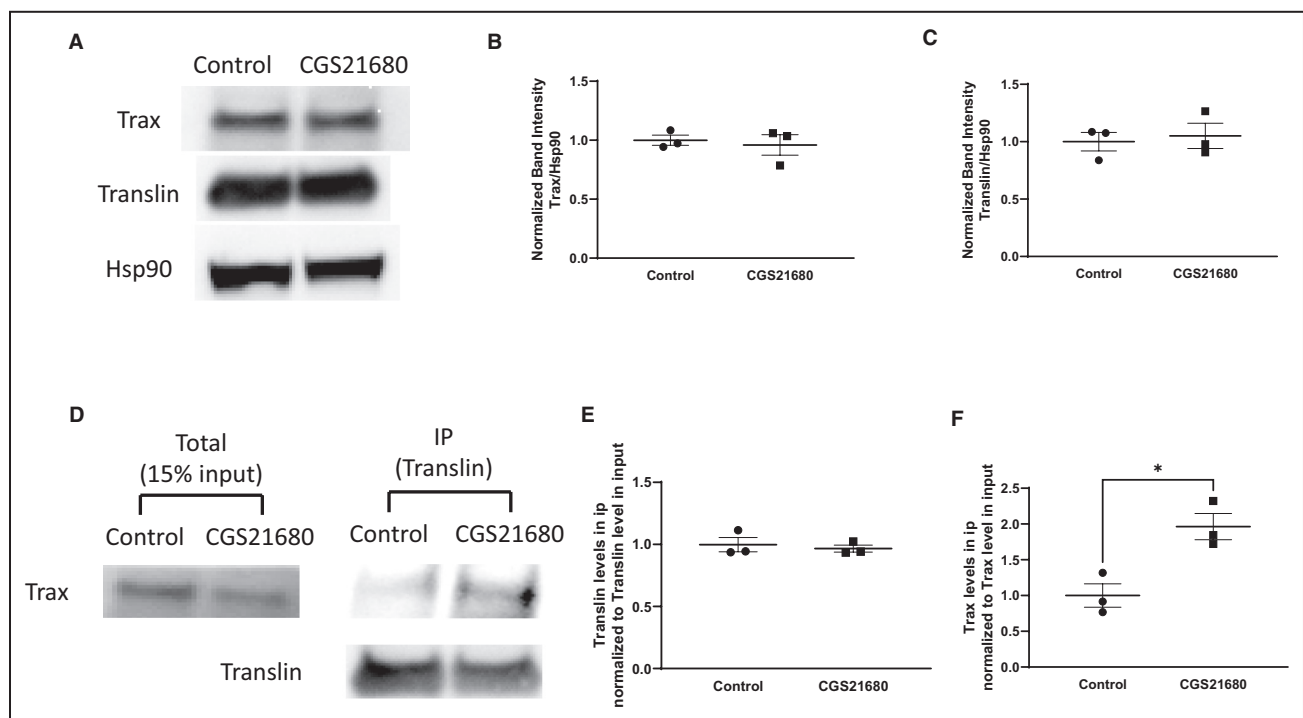 A
Control CGS21680
Trax
Translin
Hsp90
B
Normalized Band Intensity
Trax/Hsp90
1.5
1.0
0.5
0.0
Control CGS21680
C
Normalized Band Intensity
Translin/Hsp90
1.5
1.0
0.5
0.0
Control CGS21680
D
Total
(15% input)
IP
(Translin)
Control CGS21680
Control CGS21680
Trax
Translin
E
Translin levels in ip
normalized to Translin level in input
1.5
1.0
0.5
0.0
Control CGS21680
F
Trax levels in ip
normalized to Trax level in input
2.5
2.0
1.5
1.0
0.5
0.0
*
Control CGS21680